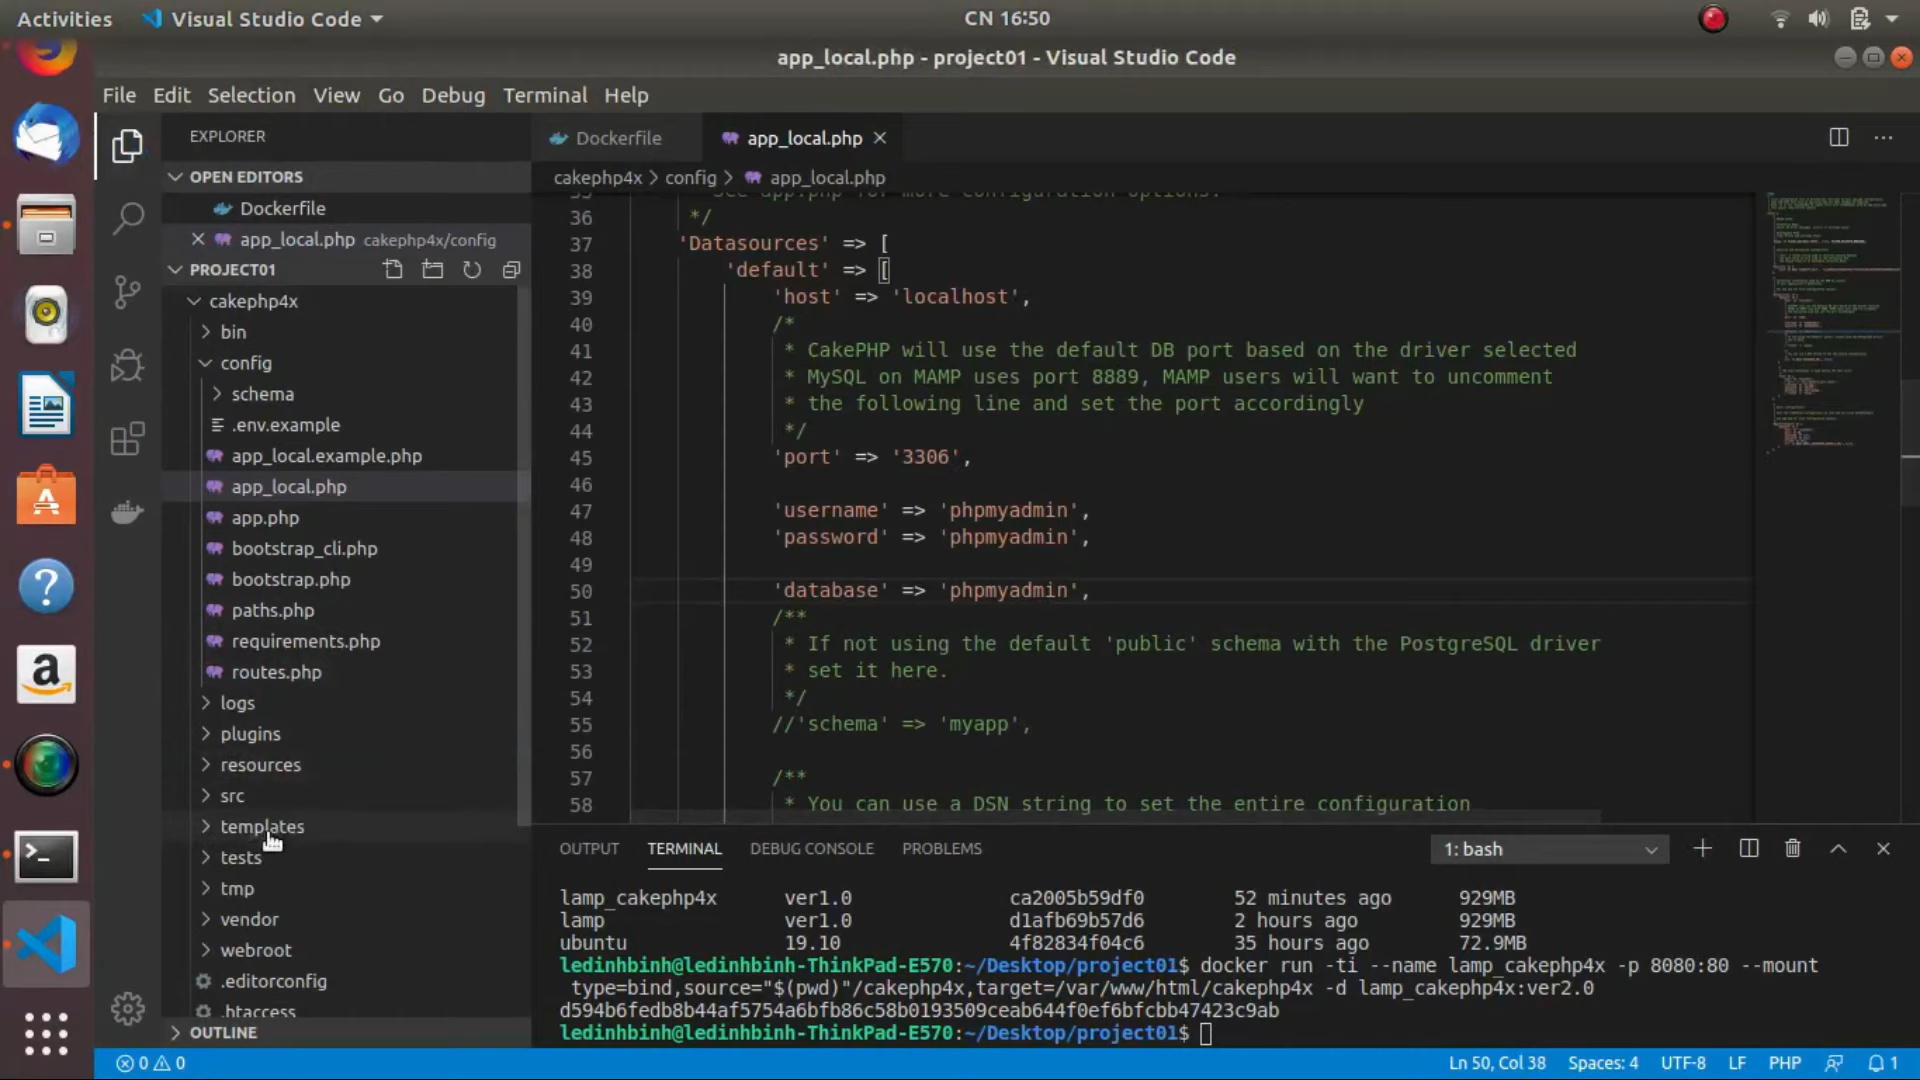 Activities
Visual Studio Code
CN 16:50
app_local.php - project01 - Visual Studio Code
File Edit Selection View Go Debug Terminal Help
EXPLORER
OPEN EDITORS
Dockerfile
app_local.php cakephp4x/config
PROJECT01
cakephp4x
bin
config
schema
.env.example
app_local.example.php
app_local.php
app.php
bootstrap_cli.php
bootstrap.php
paths.php
requirements.php
routes.php
logs
plugins
resources
src
templates
tests
tmp
vendor
webroot
.editorconfig
.htaccess
OUTLINE
Dockerfile
app_local.php
cakephp4x > config > app_local.php
35 * See app.php for more configuration options.
36 */
37 'Datasources' => [
38 'default' => [
39 'host' => 'localhost',
40 /*
41 * CakePHP will use the default DB port based on the driver selected
42 * MySQL on MAMP uses port 8889, MAMP users will want to uncomment
43 * the following line and set the port accordingly
44 */
45 'port' => '3306',
46
47 'username' => 'phpmyadmin',
48 'password' => 'phpmyadmin',
49
50 'database' => 'phpmyadmin',
51 /**
52 * If not using the default 'public' schema with the PostgreSQL driver
53 * set it here.
54 */
55 //'schema' => 'myapp',
56
57 /**
58 * You can use a DSN string to set the entire configuration
OUTPUT TERMINAL DEBUG CONSOLE PROBLEMS
1: bash
lamp_cakephp4x ver1.0 ca2005b59df0 52 minutes ago 929MB
lamp ver1.0 d1afb69b57d6 2 hours ago 929MB
ubuntu 19.10 4f82834f04c6 35 hours ago 72.9MB
ledinhbinh@ledinhbinh-ThinkPad-E570:~/Desktop/project01$ docker run -ti --name lamp_cakephp4x -p 8080:80 --mount
type=bind,source="$(pwd)"/cakephp4x,target=/var/www/html/cakephp4x -d lamp_cakephp4x:ver2.0
d594b6fedb8b44af5754a6bfb86c58b0193509ceab644f0ef6bfcbb47423c9ab
ledinhbinh@ledinhbinh-ThinkPad-E570:~/Desktop/project01$
0 0
Ln 50, Col 38 Spaces: 4 UTF-8 LF PHP 1